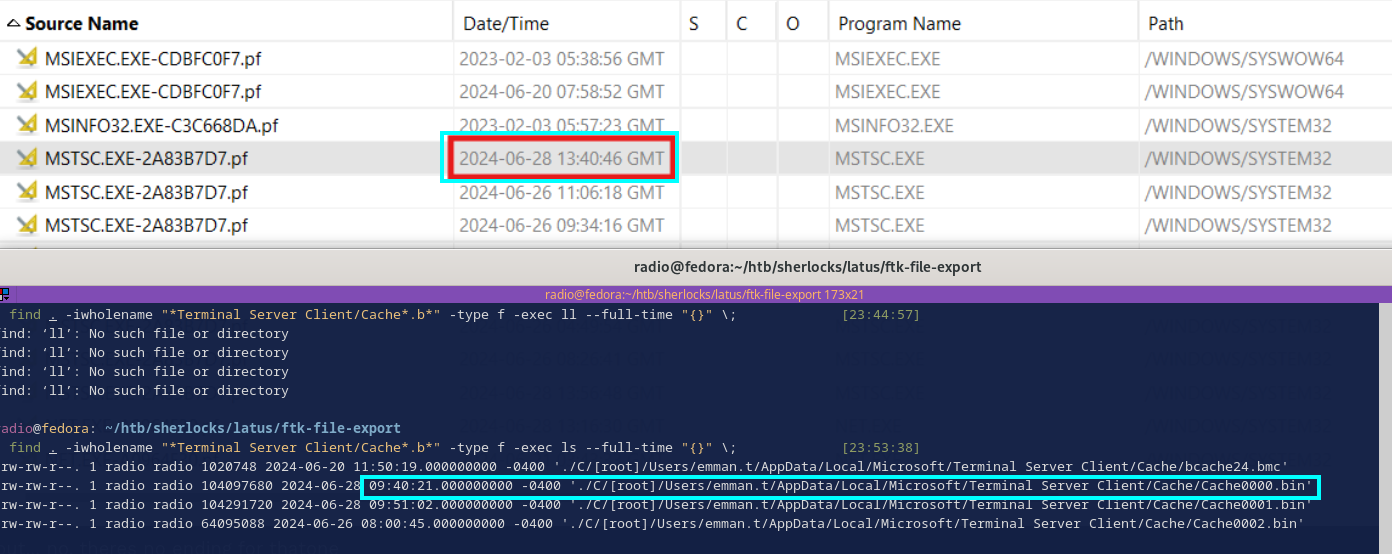 Source Name Date/Time S C O Program Name Path
MSIEXEC.EXE-CDBFC0F7.pf 2023-02-03 05:38:56 GMT MSIEXEC.EXE /WINDOWS/SYSWOW64
MSIEXEC.EXE-CDBFC0F7.pf 2024-06-20 07:58:52 GMT MSIEXEC.EXE /WINDOWS/SYSWOW64
MSINFO32.EXE-C3C668DA.pf 2023-02-03 05:57:23 GMT MSINFO32.EXE /WINDOWS/SYSTEM32
MSTSC.EXE-2A83B7D7.pf 2024-06-28 13:40:46 GMT MSTSC.EXE /WINDOWS/SYSTEM32
MSTSC.EXE-2A83B7D7.pf 2024-06-26 11:06:18 GMT MSTSC.EXE /WINDOWS/SYSTEM32
MSTSC.EXE-2A83B7D7.pf 2024-06-26 09:34:16 GMT MSTSC.EXE /WINDOWS/SYSTEM32
radio@fedora:~/htb/sherlocks/latus/ftk-file-export
radio@fedora:~/htb/sherlocks/latus/ftk-file-export 173x21
find . -iwholename "*Terminal Server Client/Cache*.b*" -type f -exec ll --full-time "{}" \; [23:44:57]
ind: ‘ll’: No such file or directory
ind: ‘ll’: No such file or directory
ind: ‘ll’: No such file or directory
ind: ‘ll’: No such file or directory
adio@fedora: ~/htb/sherlocks/latus/ftk-file-export
find . -iwholename "*Terminal Server Client/Cache*.b*" -type f -exec ls --full-time "{}" \; [23:53:38]
rw-rw-r--. 1 radio radio 1020748 2024-06-20 11:50:19.000000000 -0400 './C/[root]/Users/emman.t/AppData/Local/Microsoft/Terminal Server Client/Cache/bcache24.bmc'
rw-rw-r--. 1 radio radio 104097680 2024-06-28 09:40:21.000000000 -0400 './C/[root]/Users/emman.t/AppData/Local/Microsoft/Terminal Server Client/Cache/Cache0000.bin'
rw-rw-r--. 1 radio radio 104291720 2024-06-28 09:51:02.000000000 -0400 './C/[root]/Users/emman.t/AppData/Local/Microsoft/Terminal Server Client/Cache/Cache0001.bin'
rw-rw-r--. 1 radio radio 64095088 2024-06-26 08:00:45.000000000 -0400 './C/[root]/Users/emman.t/AppData/Local/Microsoft/Terminal Server Client/Cache/Cache0002.bin'